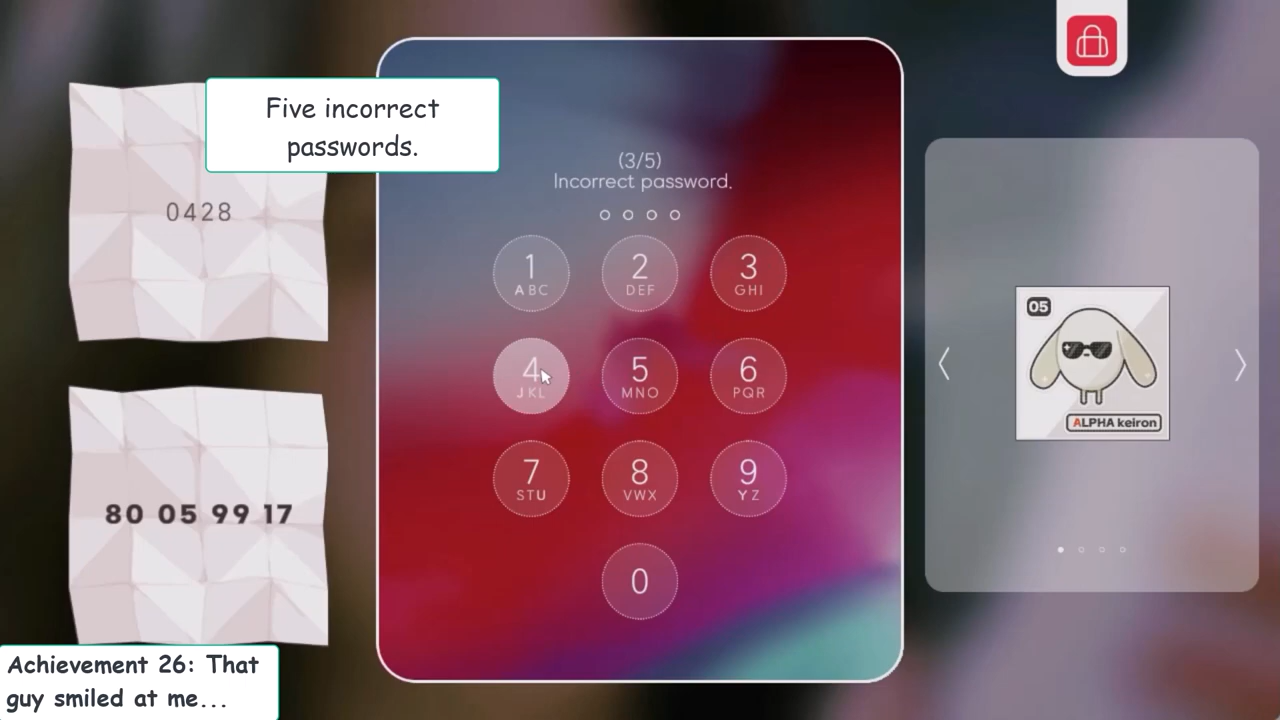 Five incorrect
passwords.
0428
80 05 99 17
Achievement 26: That
guy smiled at me...
(3/5)
Incorrect password.
1
ABC
2
DEF
3
GHI
4
JKL
5
MNO
6
PQR
7
STU
8
VWX
9
YZ
0
05
ALPHA keiron